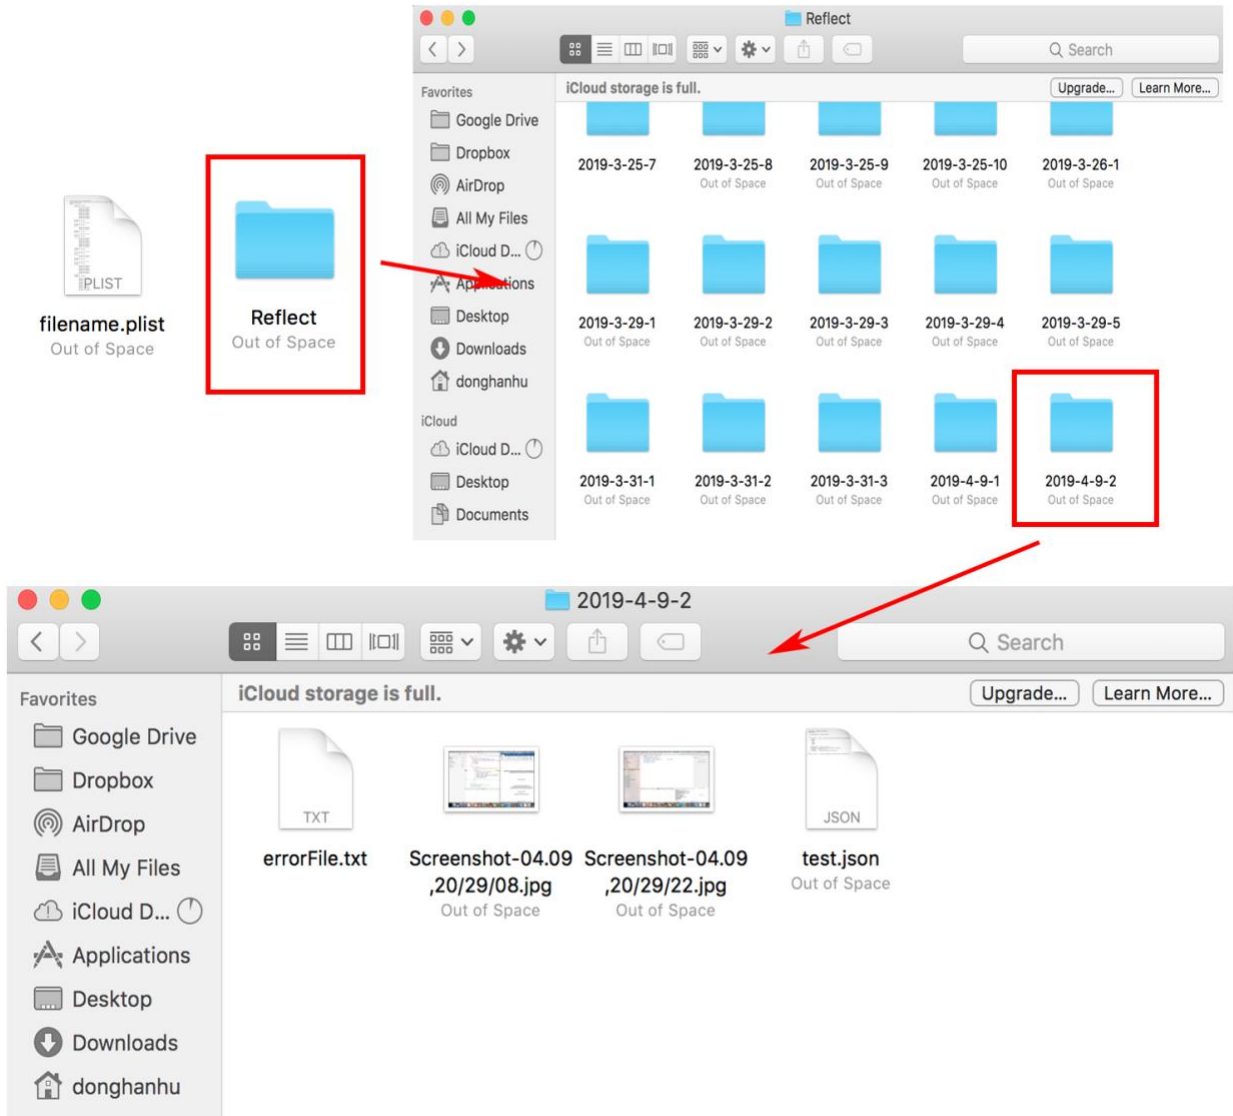 PLIST
filename.plist
Out of Space
Reflect
Out of Space
Reflect
Search
Favorites
Google Drive
Dropbox
AirDrop
All My Files
iCloud D...
Applications
Desktop
Downloads
donghanhu
iCloud
iCloud D...
Desktop
Documents
iCloud storage is full.
Upgrade...
Learn More...
2019-3-25-7
2019-3-25-8
2019-3-25-9
2019-3-25-10
2019-3-26-1
Out of Space
Out of Space
Out of Space
Out of Space
2019-3-29-1
2019-3-29-2
2019-3-29-3
2019-3-29-4
2019-3-29-5
Out of Space
Out of Space
Out of Space
Out of Space
Out of Space
2019-3-31-1
2019-3-31-2
2019-3-31-3
2019-4-9-1
2019-4-9-2
Out of Space
Out of Space
Out of Space
Out of Space
Out of Space
2019-4-9-2
Search
Favorites
Google Drive
Dropbox
AirDrop
All My Files
iCloud D...
Applications
Desktop
Downloads
donghanhu
iCloud storage is full.
Upgrade...
Learn More...
TXT
errorFile.txt
Screenshot-04.09
,20/29/08.jpg
Out of Space
Screenshot-04.09
,20/29/22.jpg
Out of Space
JSON
test.json
Out of Space